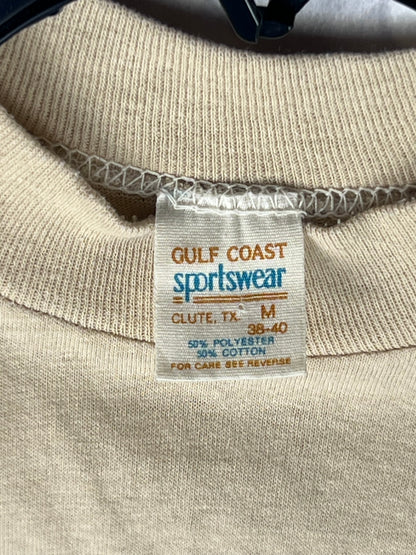 GULF COAST
sportswear
CLUTE, TX. M
38-40
50% POLYESTER
50% COTTON
FOR CARE SEE REVERSE